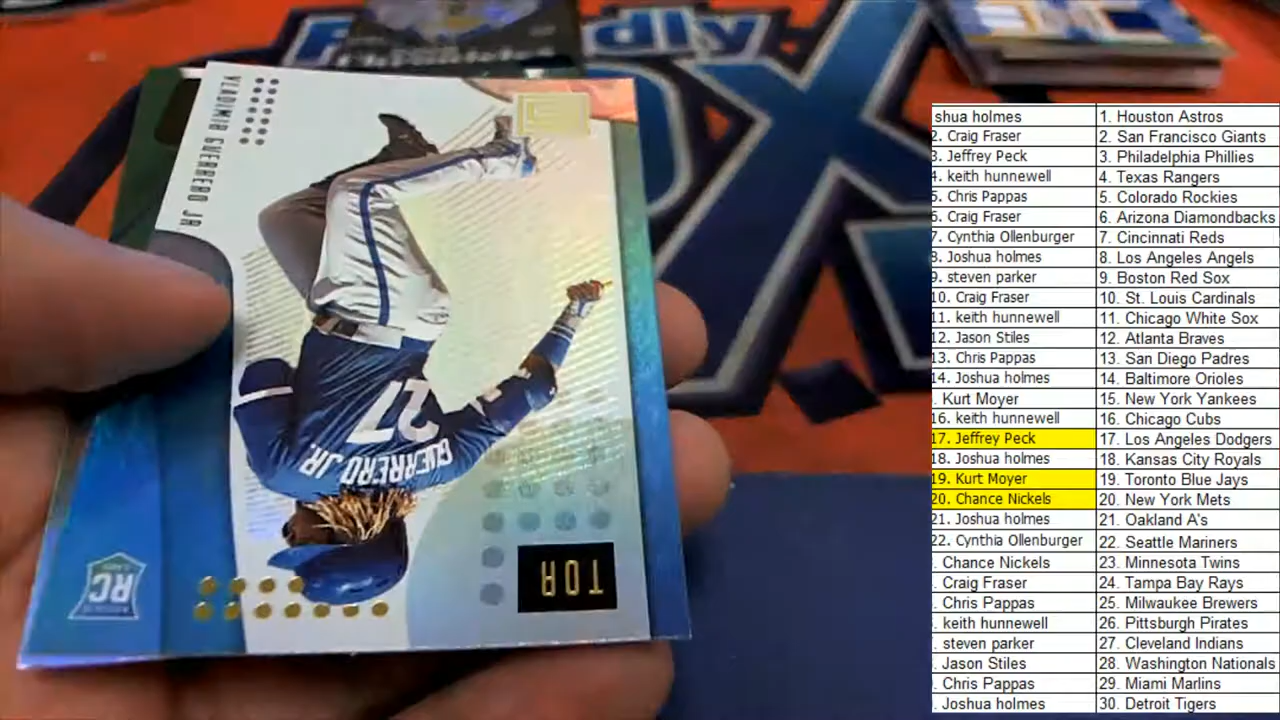 VLADIMIR GUERRERO JR.
27
GUERRERO JR.
TOR
RC
shua holmes 1. Houston Astros
2. Craig Fraser 2. San Francisco Giants
3. Jeffrey Peck 3. Philadelphia Phillies
4. keith hunnewell 4. Texas Rangers
5. Chris Pappas 5. Colorado Rockies
6. Craig Fraser 6. Arizona Diamondbacks
7. Cynthia Ollenburger 7. Cincinnati Reds
8. Joshua holmes 8. Los Angeles Angels
9. steven parker 9. Boston Red Sox
10. Craig Fraser 10. St. Louis Cardinals
11. keith hunnewell 11. Chicago White Sox
12. Jason Stiles 12. Atlanta Braves
13. Chris Pappas 13. San Diego Padres
14. Joshua holmes 14. Baltimore Orioles
. Kurt Moyer 15. New York Yankees
16. keith hunnewell 16. Chicago Cubs
17. Jeffrey Peck 17. Los Angeles Dodgers
18. Joshua holmes 18. Kansas City Royals
19. Kurt Moyer 19. Toronto Blue Jays
20. Chance Nickels 20. New York Mets
21. Joshua holmes 21. Oakland A's
22. Cynthia Ollenburger 22. Seattle Mariners
. Chance Nickels 23. Minnesota Twins
. Craig Fraser 24. Tampa Bay Rays
. Chris Pappas 25. Milwaukee Brewers
. keith hunnewell 26. Pittsburgh Pirates
. steven parker 27. Cleveland Indians
. Jason Stiles 28. Washington Nationals
. Chris Pappas 29. Miami Marlins
. Joshua holmes 30. Detroit Tigers